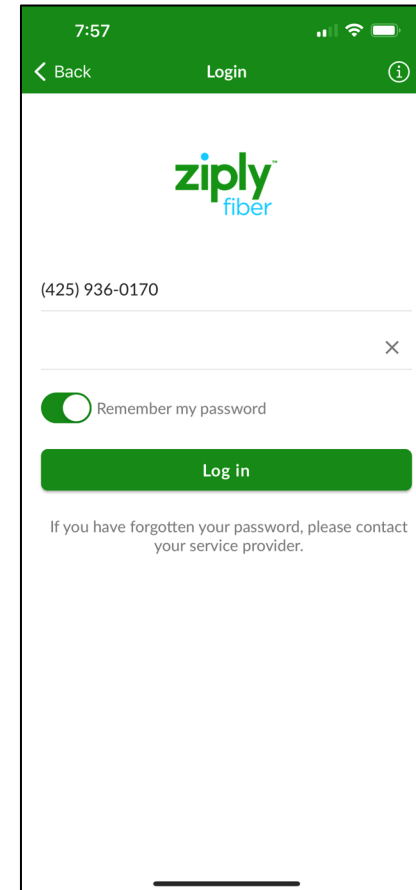 7:57
Back
Login
ziply™
fiber
(425) 936-0170
Remember my password
Log in
If you have forgotten your password, please contact
your service provider.